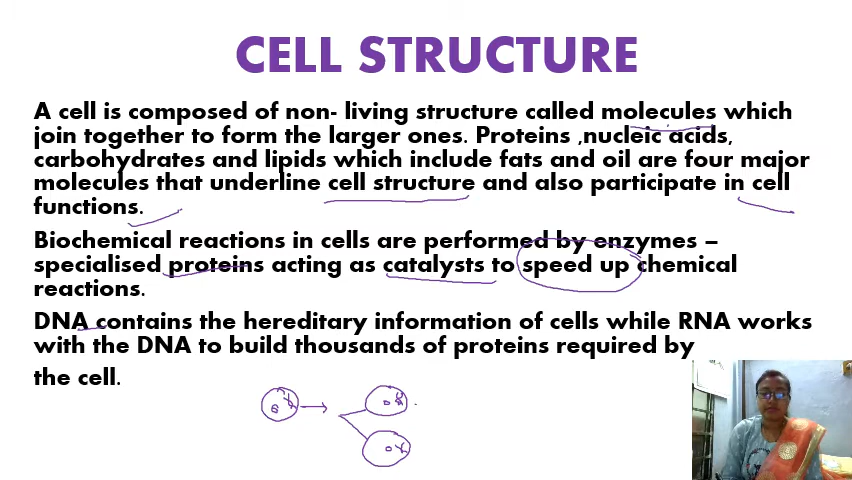 CELL STRUCTURE
A cell is composed of non- living structure called molecules which
join together to form the larger ones. Proteins ,nucleic acids,
carbohydrates and lipids which include fats and oil are four major
molecules that underline cell structure and also participate in cell
functions.
Biochemical reactions in cells are performed by enzymes –
specialised proteins acting as catalysts to speed up chemical
reactions.
DNA contains the hereditary information of cells while RNA works
with the DNA to build thousands of proteins required by
the cell.